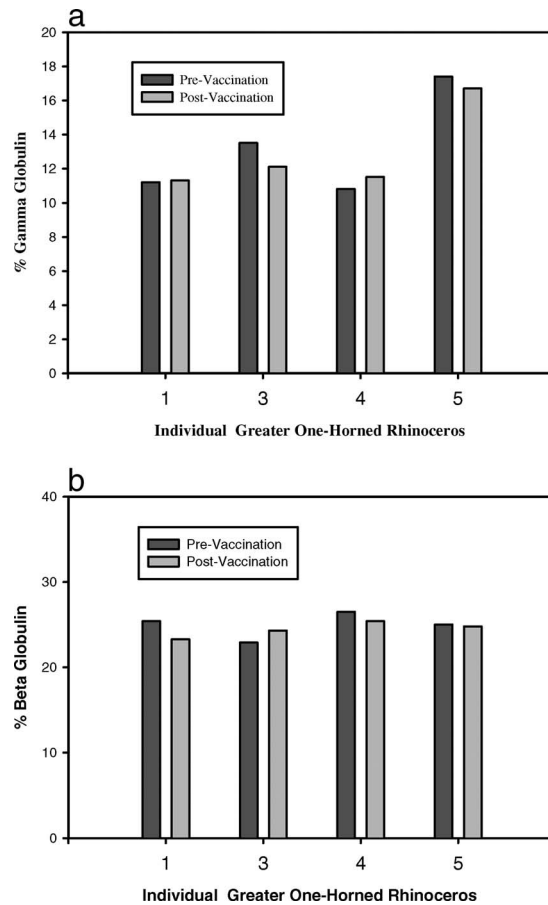 a
20
18
16
14
12
10
8
6
4
2
0
% Gamma Globulin
Pre-Vaccination
Post-Vaccination
1 3 4 5
Individual Greater One-Horned Rhinoceros
b
40
30
20
10
0
% Beta Globulin
Pre-Vaccination
Post-Vaccination
1 3 4 5
Individual Greater One-Horned Rhinoceros